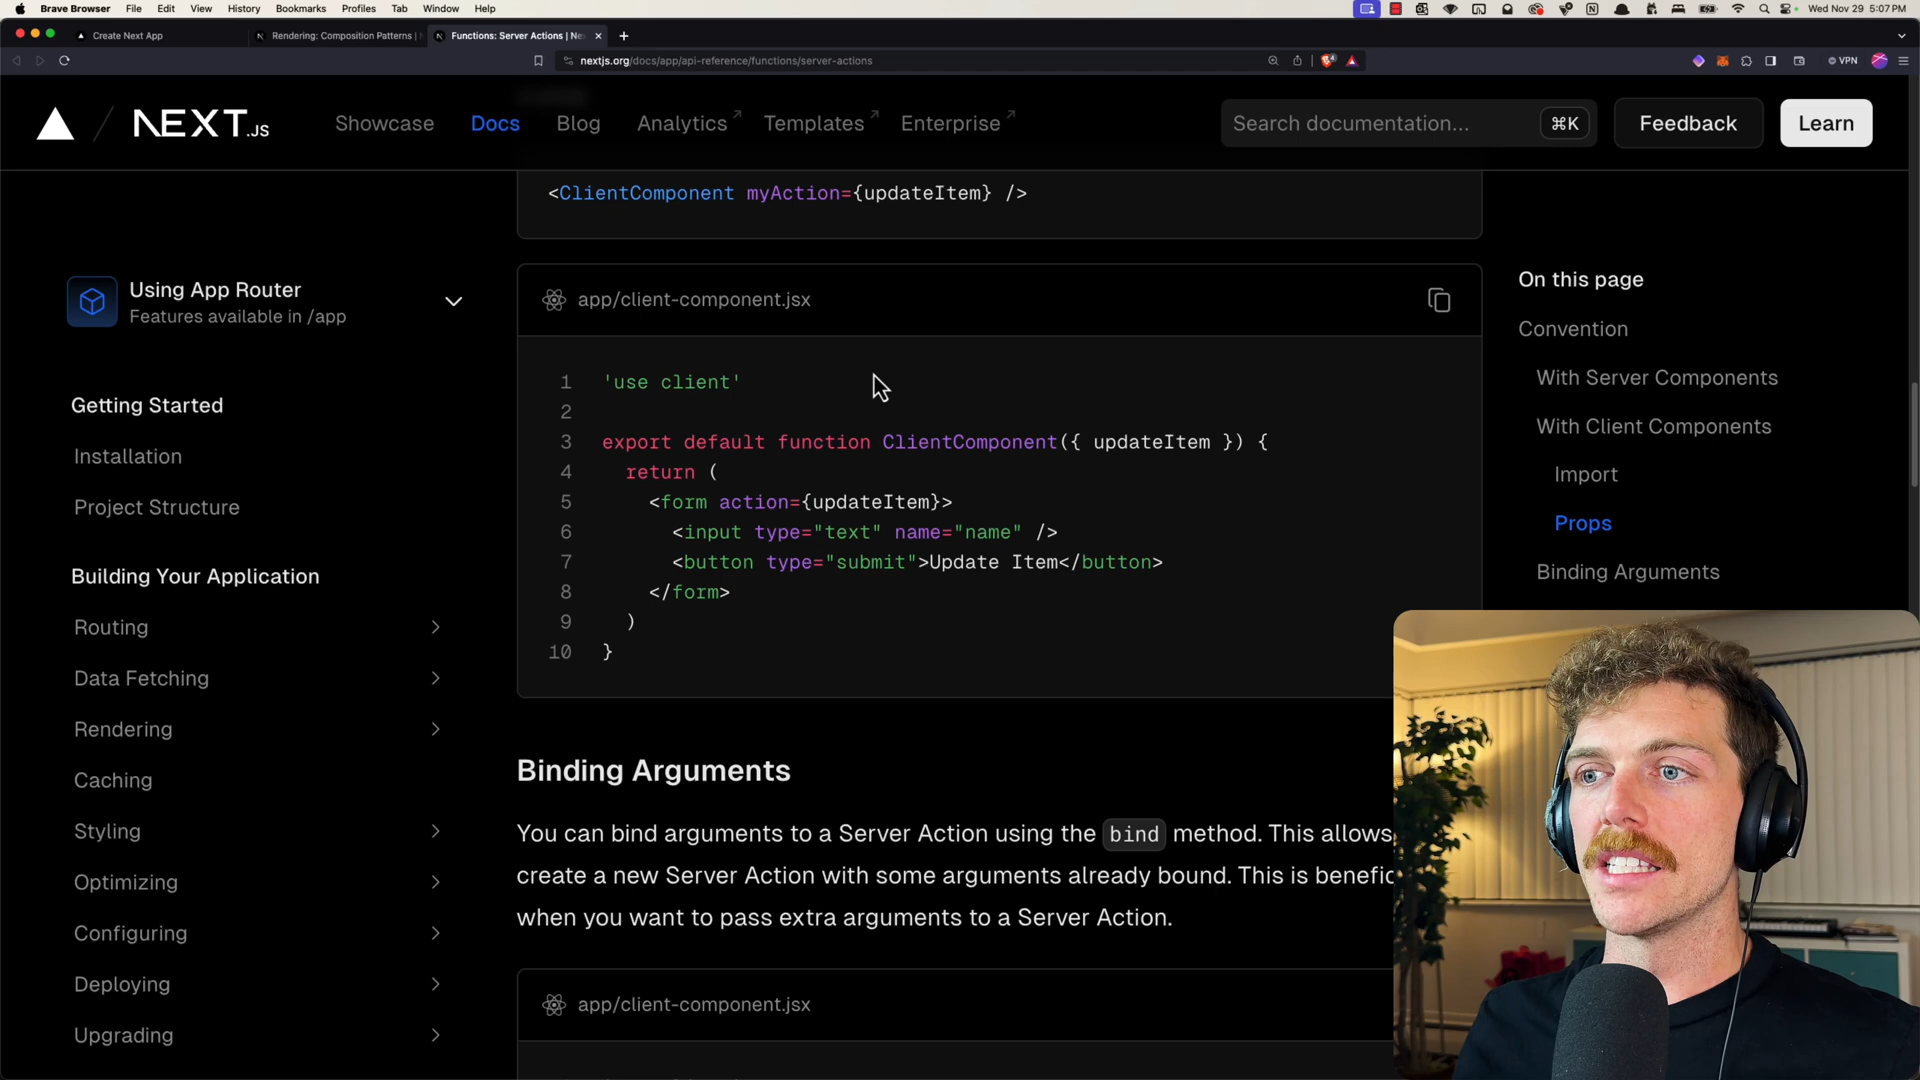 Brave Browser File Edit View History Bookmarks Profiles Tab Window Help Wed Nov 29 5:07 PM
Create Next App Rendering: Composition Patterns | Functions: Server Actions | Ne
nextjs.org/docs/app/api-reference/functions/server-actions VPN
NEXT.JS Showcase Docs Blog Analytics Templates Enterprise Search documentation... ⌘K Feedback Learn
<ClientComponent myAction={updateItem} />
Using App Router
Features available in /app
Getting Started
Installation
Project Structure
Building Your Application
Routing
Data Fetching
Rendering
Caching
Styling
Optimizing
Configuring
Deploying
Upgrading
app/client-component.jsx
1 'use client'
2
3 export default function ClientComponent({ updateItem }) {
4 return (
5 <form action={updateItem}>
6 <input type="text" name="name" />
7 <button type="submit">Update Item</button>
8 </form>
9 )
10 }
Binding Arguments
You can bind arguments to a Server Action using the bind method. This allows
create a new Server Action with some arguments already bound. This is benefic
when you want to pass extra arguments to a Server Action.
app/client-component.jsx
On this page
Convention
With Server Components
With Client Components
Import
Props
Binding Arguments